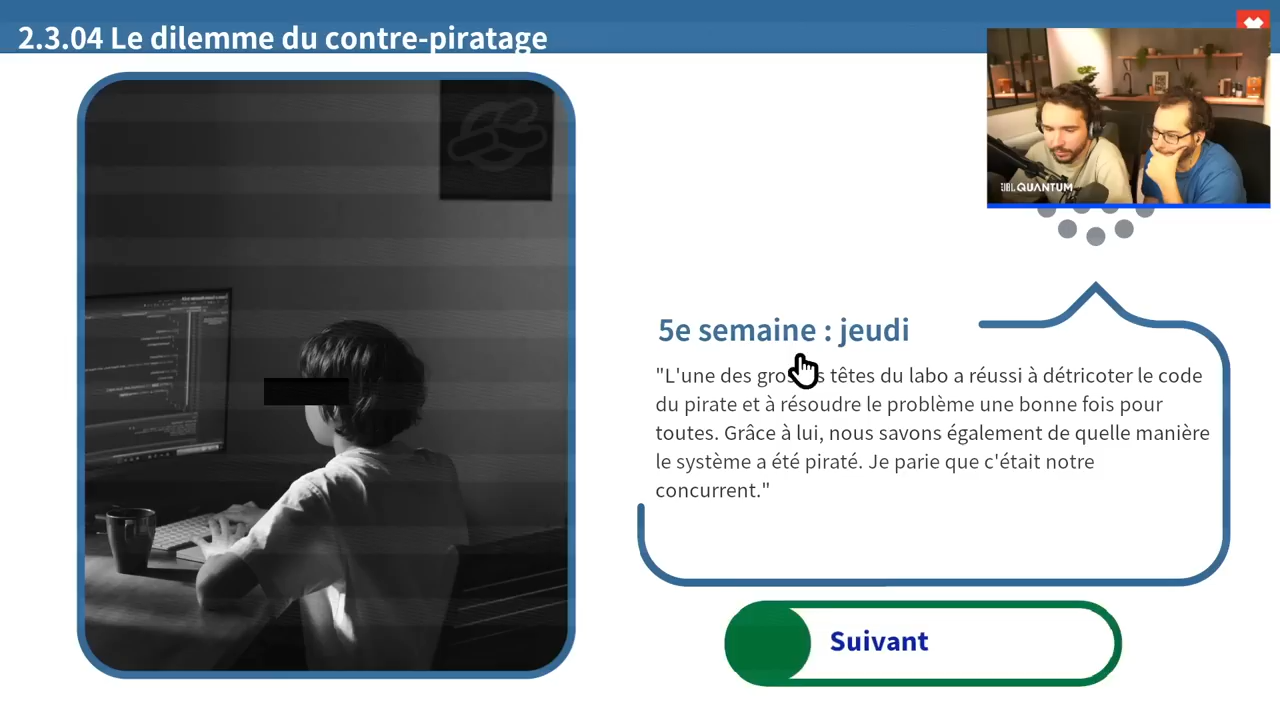 2.3.04 Le dilemme du contre-piratage
QUANTUM
5e semaine : jeudi
"L'une des têtes du labo a réussi à détricoter le code
du pirate et à résoudre le problème une bonne fois pour
toutes. Grâce à lui, nous savons également de quelle manière
le système a été piraté. Je parie que c'était notre
concurrent."
Suivant